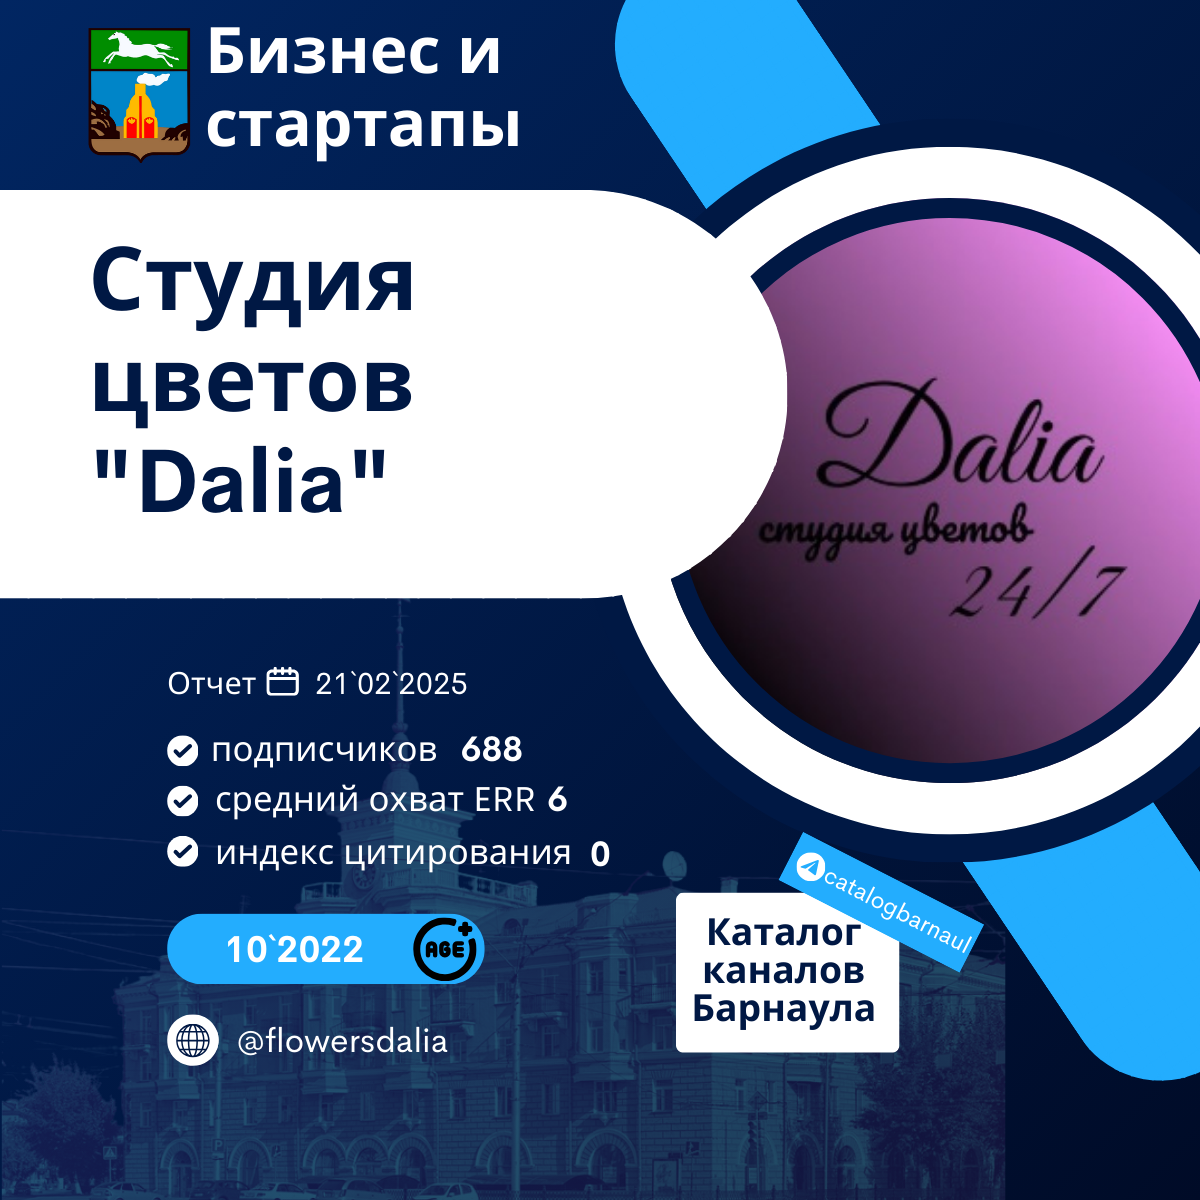 Бизнес и
стартапы
Студия
цветов
"Dalia"
Dalia
студия цветов
24/7
Отчет 21`02`2025
подписчиков 688
средний охват ERR 6
индекс цитирования 0
10`2022
AGE
@flowersdalia
catalogbarnaul
Каталог
каналов
Барнаула